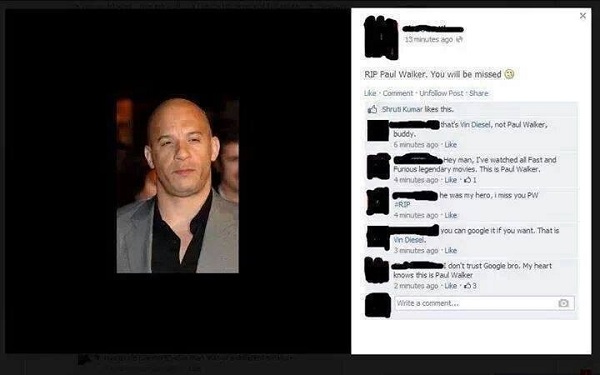 13 minutes ago
RIP Paul Walker. You will be missed
Like · Comment · Unfollow Post · Share
Shruti Kumar likes this.
that's Vin Diesel, not Paul Walker,
buddy.
6 minutes ago · Like
Hey man, I've watched all Fast and
Furious legendary movies. This is Paul Walker.
4 minutes ago · Like · 1
he was my hero, i miss you PW
#RIP
4 minutes ago · Like
you can google it if you want. That is
Vin Diesel.
3 minutes ago · Like
I don't trust Google bro. My heart
knows this is Paul Walker
2 minutes ago · Like · 3
Write a comment...